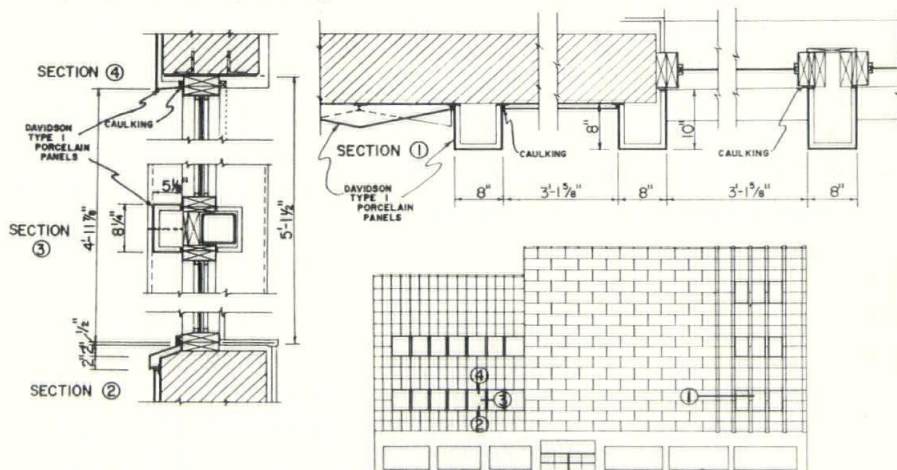 SECTION ④
DAVIDSON
TYPE I
PORCELAIN
PANELS
CAULKING
5⅛"
4'-11⅞"
8¼"
5'-1½"
SECTION
③
2"
2"
½"
SECTION ②
SECTION ①
CAULKING
8"
10"
CAULKING
DAVIDSON
TYPE I
PORCELAIN
PANELS
8"
3'-1⅝"
8"
3'-1⅝"
8"
④
③
②
①